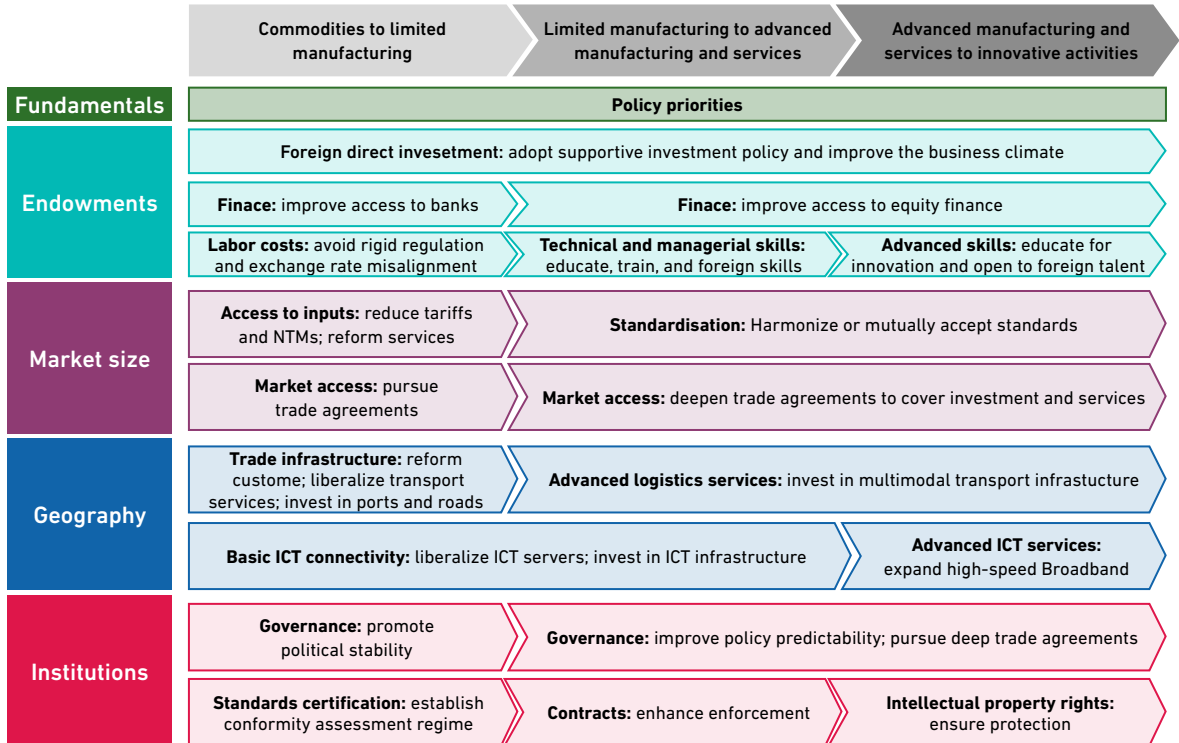 Commodities to limited
manufacturing
Limited manufacturing to advanced
manufacturing and services
Advanced manufacturing and
services to innovative activities
Fundamentals
Policy priorities
Endowments
Foreign direct invesetment: adopt supportive investment policy and improve the business climate
Finace: improve access to banks
Finace: improve access to equity finance
Labor costs: avoid rigid regulation
and exchange rate misalignment
Technical and managerial skills:
educate, train, and foreign skills
Advanced skills: educate for
innovation and open to foreign talent
Market size
Access to inputs: reduce tariffs
and NTMs; reform services
Standardisation: Harmonize or mutually accept standards
Market access: pursue
trade agreements
Market access: deepen trade agreements to cover investment and services
Geography
Trade infrastructure: reform
custome; liberalize transport
services; invest in ports and roads
Advanced logistics services: invest in multimodal transport infrastucture
Basic ICT connectivity: liberalize ICT servers; invest in ICT infrastructure
Advanced ICT services:
expand high-speed Broadband
Institutions
Governance: promote
political stability
Governance: improve policy predictability; pursue deep trade agreements
Standards certification: establish
conformity assessment regime
Contracts: enhance enforcement
Intellectual property rights:
ensure protection